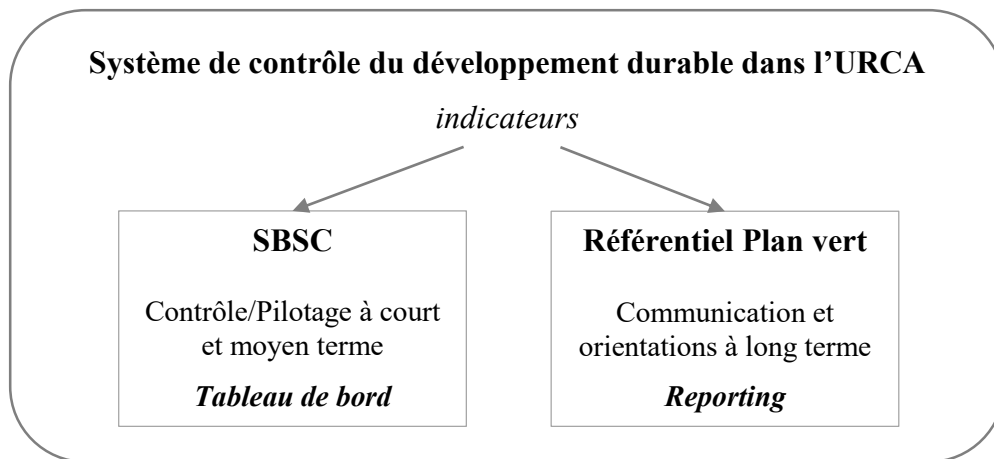 Système de contrôle du développement durable dans l’URCA
indicateurs
SBSC
Contrôle/Pilotage à court
et moyen terme
Tableau de bord
Référentiel Plan vert
Communication et
orientations à long terme
Reporting